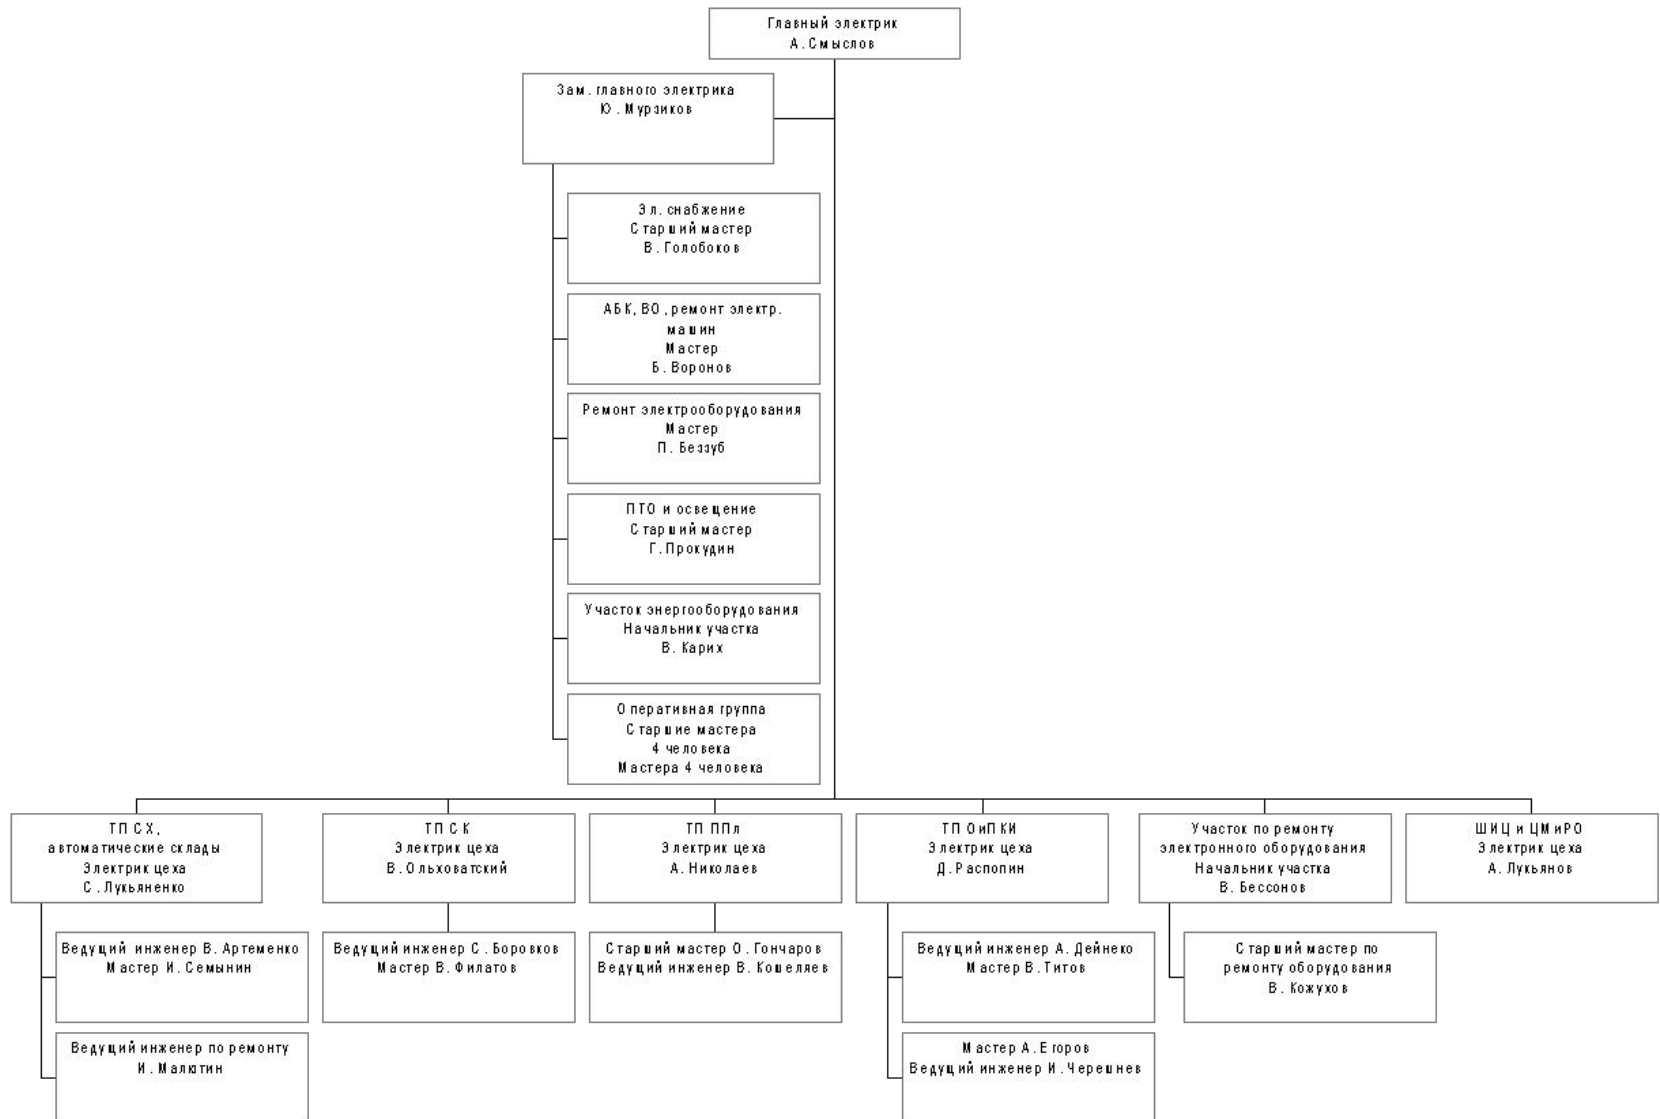 Главный электрик
А. Смыслов
Зам. главного электрика
Ю. Мурзиков
Эл. снабжение
Старший мастер
В. Голобоков
АБК, ВО, ремонт электр.
машин
Мастер
Б. Воронов
Ремонт электрооборудования
Мастер
П. Беззуб
ПТО и освещение
Старший мастер
Г. Прокудин
Участок энергооборудования
Начальник участка
В. Карих
Оперативная группа
Старшие мастера
4 человека
Мастера 4 человека
ТП СХ,
автоматические склады
Электрик цеха
С. Лукьяненко
ТП СК
Электрик цеха
В. Ольховатский
ТП ППл
Электрик цеха
А. Николаев
ТП ОиПКИ
Электрик цеха
Д. Распопин
Участок по ремонту
электронного оборудования
Начальник участка
В. Бессонов
ШИЦ и ЦМиРО
Электрик цеха
А. Лукьянов
Ведущий инженер В. Артеменко
Мастер И. Семынин
Ведущий инженер С. Боровков
Мастер В. Филатов
Старший мастер О. Гончаров
Ведущий инженер В. Кошеляев
Ведущий инженер А. Дейнеко
Мастер В. Титов
Старший мастер по
ремонту оборудования
В. Кожухов
Ведущий инженер по ремонту
И. Малютин
Мастер А. Егоров
Ведущий инженер И. Черешнев